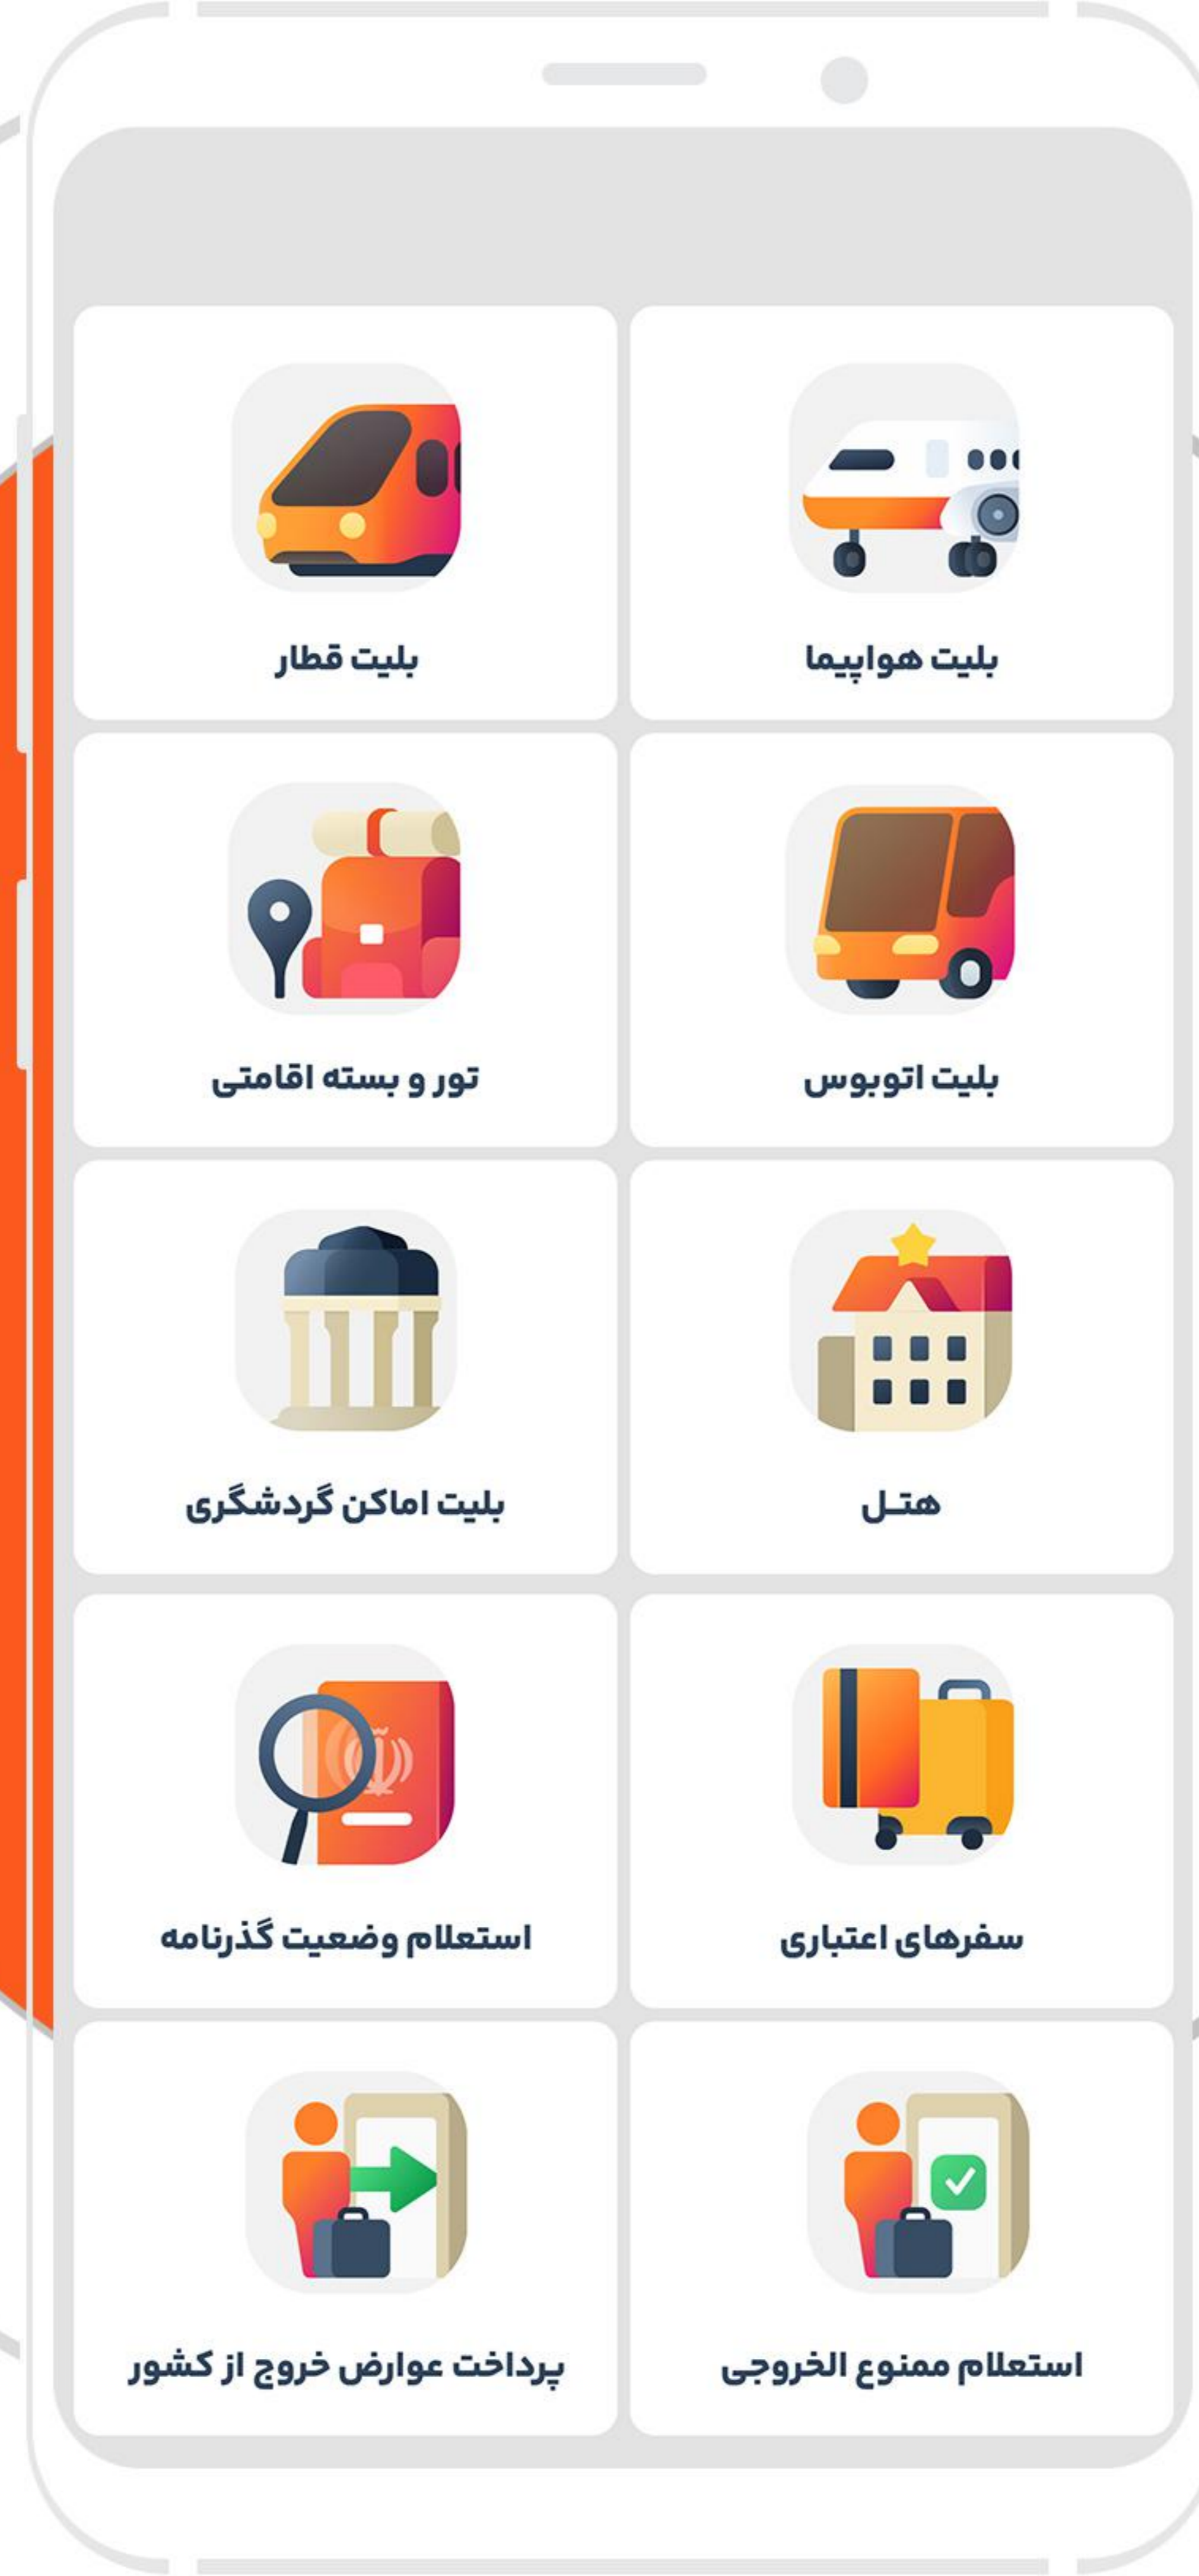 بلیت هواپیما
بلیت قطار
بلیت اتوبوس
تور و بسته اقامتی
هتـل
بلیت اماکن گردشگری
سفرهای اعتباری
استعلام وضعیت گذرنامه
استعلام ممنوع الخروجی
پرداخت عوارض خروج از کشور